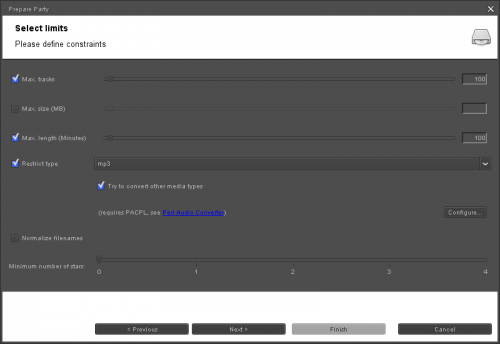 Prepare Party
Select limits
Please define constraints
Max. tracks 100
Max. size (MB)
Max. length (Minutes) 100
Restrict type mp3
Try to convert other media types
(requires PACPL, see Perl Audio Converter) Configure...
Normalize filenames
Minimum number of stars:
0 1 2 3 4
< Previous Next > Finish Cancel